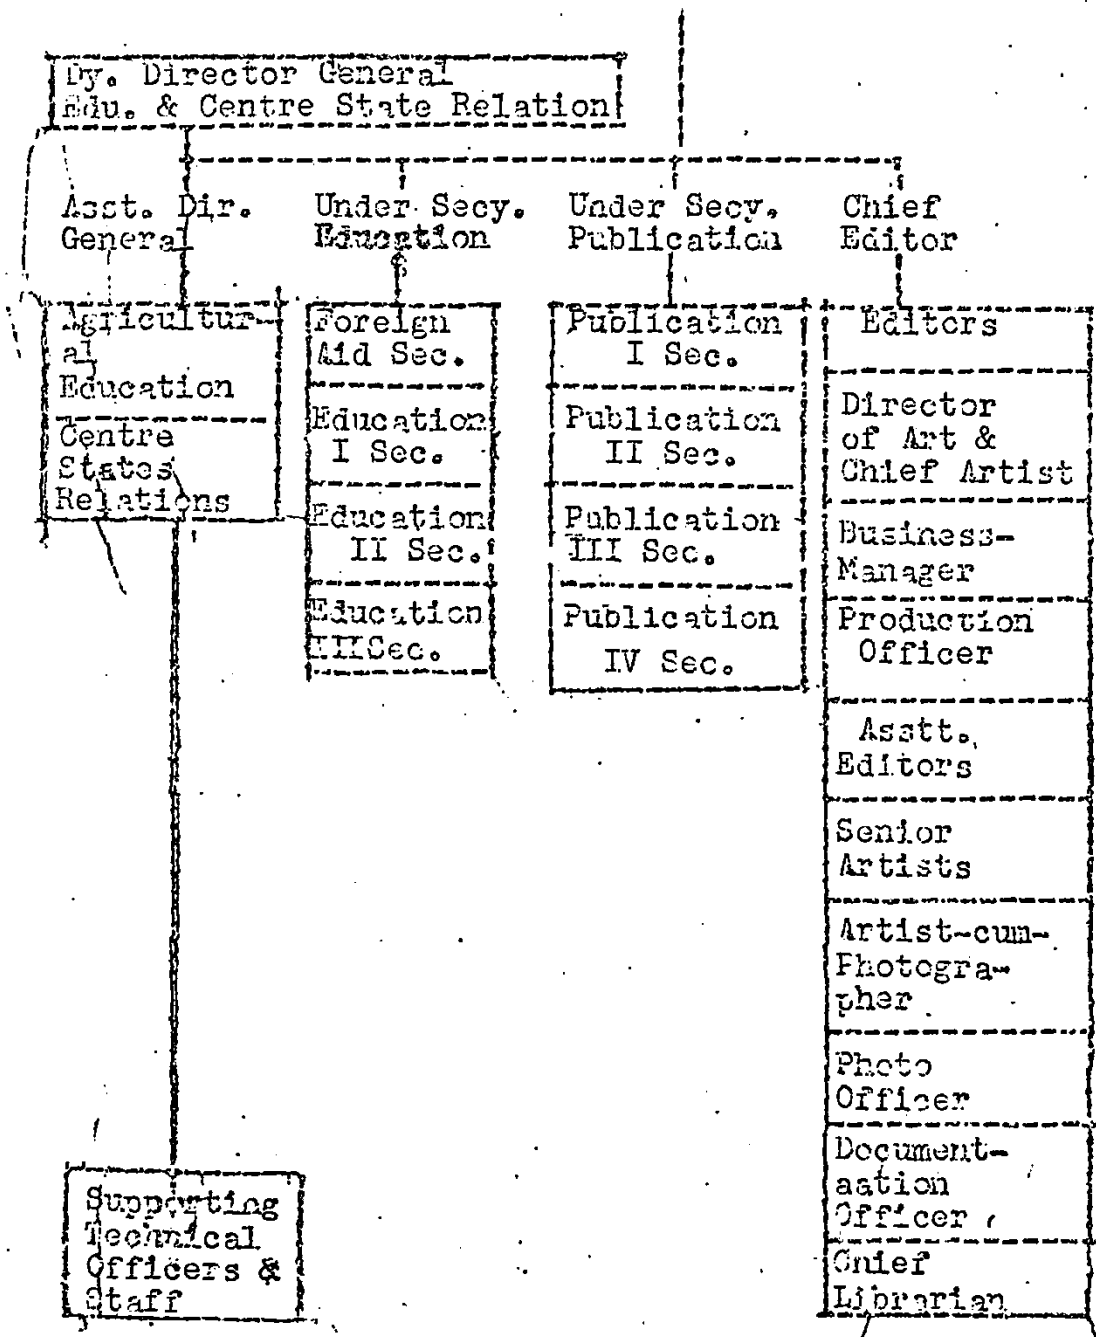 Dy. Director General
Edu. & Centre State Relation
Asst. Dir.
General
Under Secy.
Education
Under Secy.
Publication
Chief
Editor
Agricultur-
al
Education
Centre
States
Relations
Supporting
Technical
Officers &
Staff
Foreign
Aid Sec.
Education
I Sec.
Education
II Sec.
Education
III Sec.
Publication
I Sec.
Publication
II Sec.
Publication
III Sec.
Publication
IV Sec.
Editors
Director
of Art &
Chief Artist
Business-
Manager
Production
Officer
Asstt.
Editors
Senior
Artists
Artist-cum-
Photogra-
pher
Photo
Officer
Document-
aation
Officer
Chief
Librarian